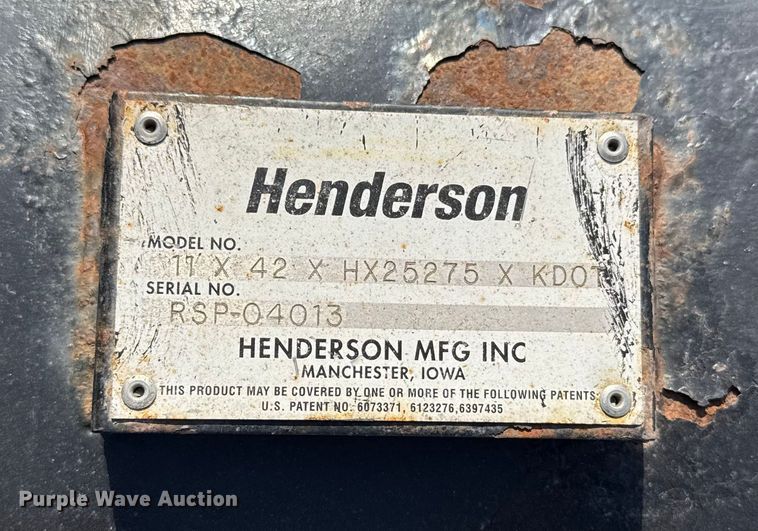 Henderson
MODEL NO.
11 X 42 X HX25275 X KDOT
SERIAL NO.
RSP-04013
HENDERSON MFG INC
MANCHESTER, IOWA
THIS PRODUCT MAY BE COVERED BY ONE OR MORE OF THE FOLLOWING PATENTS:
U.S. PATENT NO. 6073371, 6123276,6397435
Purple Wave Auction